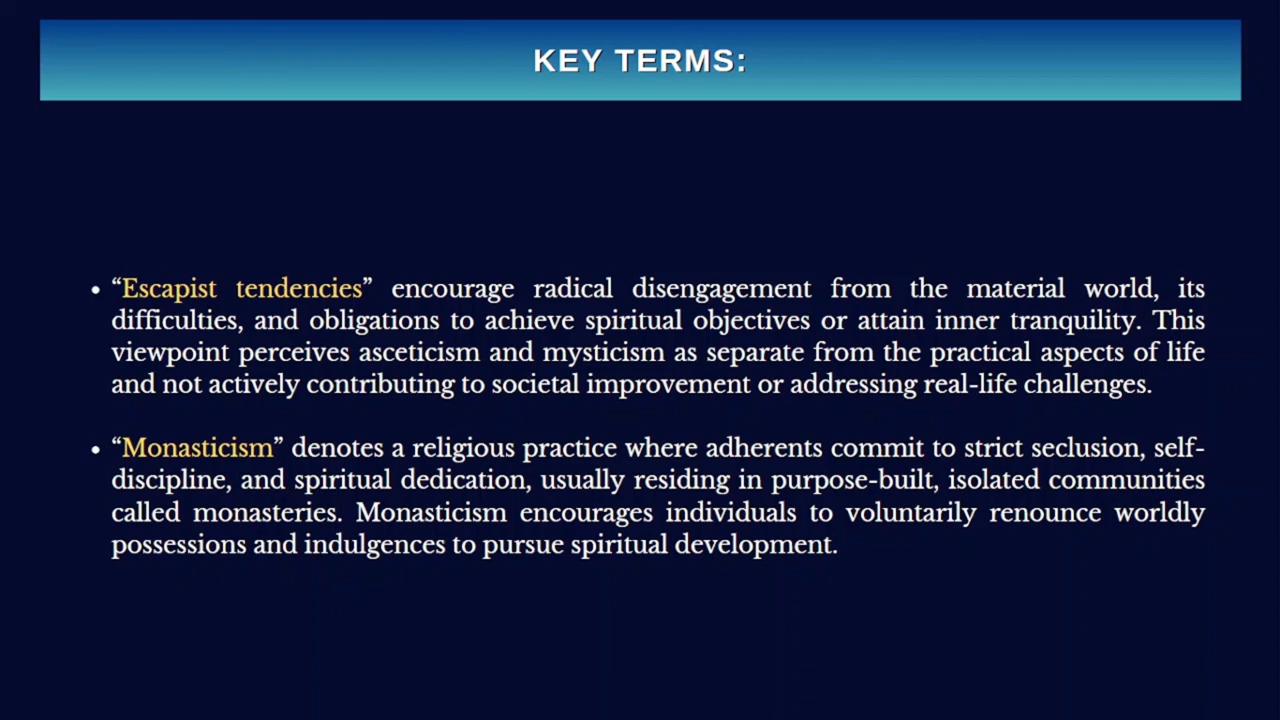 KEY TERMS:
• “Escapist tendencies” encourage radical disengagement from the material world, its
difficulties, and obligations to achieve spiritual objectives or attain inner tranquility. This
viewpoint perceives asceticism and mysticism as separate from the practical aspects of life
and not actively contributing to societal improvement or addressing real-life challenges.
• “Monasticism” denotes a religious practice where adherents commit to strict seclusion, self-
discipline, and spiritual dedication, usually residing in purpose-built, isolated communities
called monasteries. Monasticism encourages individuals to voluntarily renounce worldly
possessions and indulgences to pursue spiritual development.